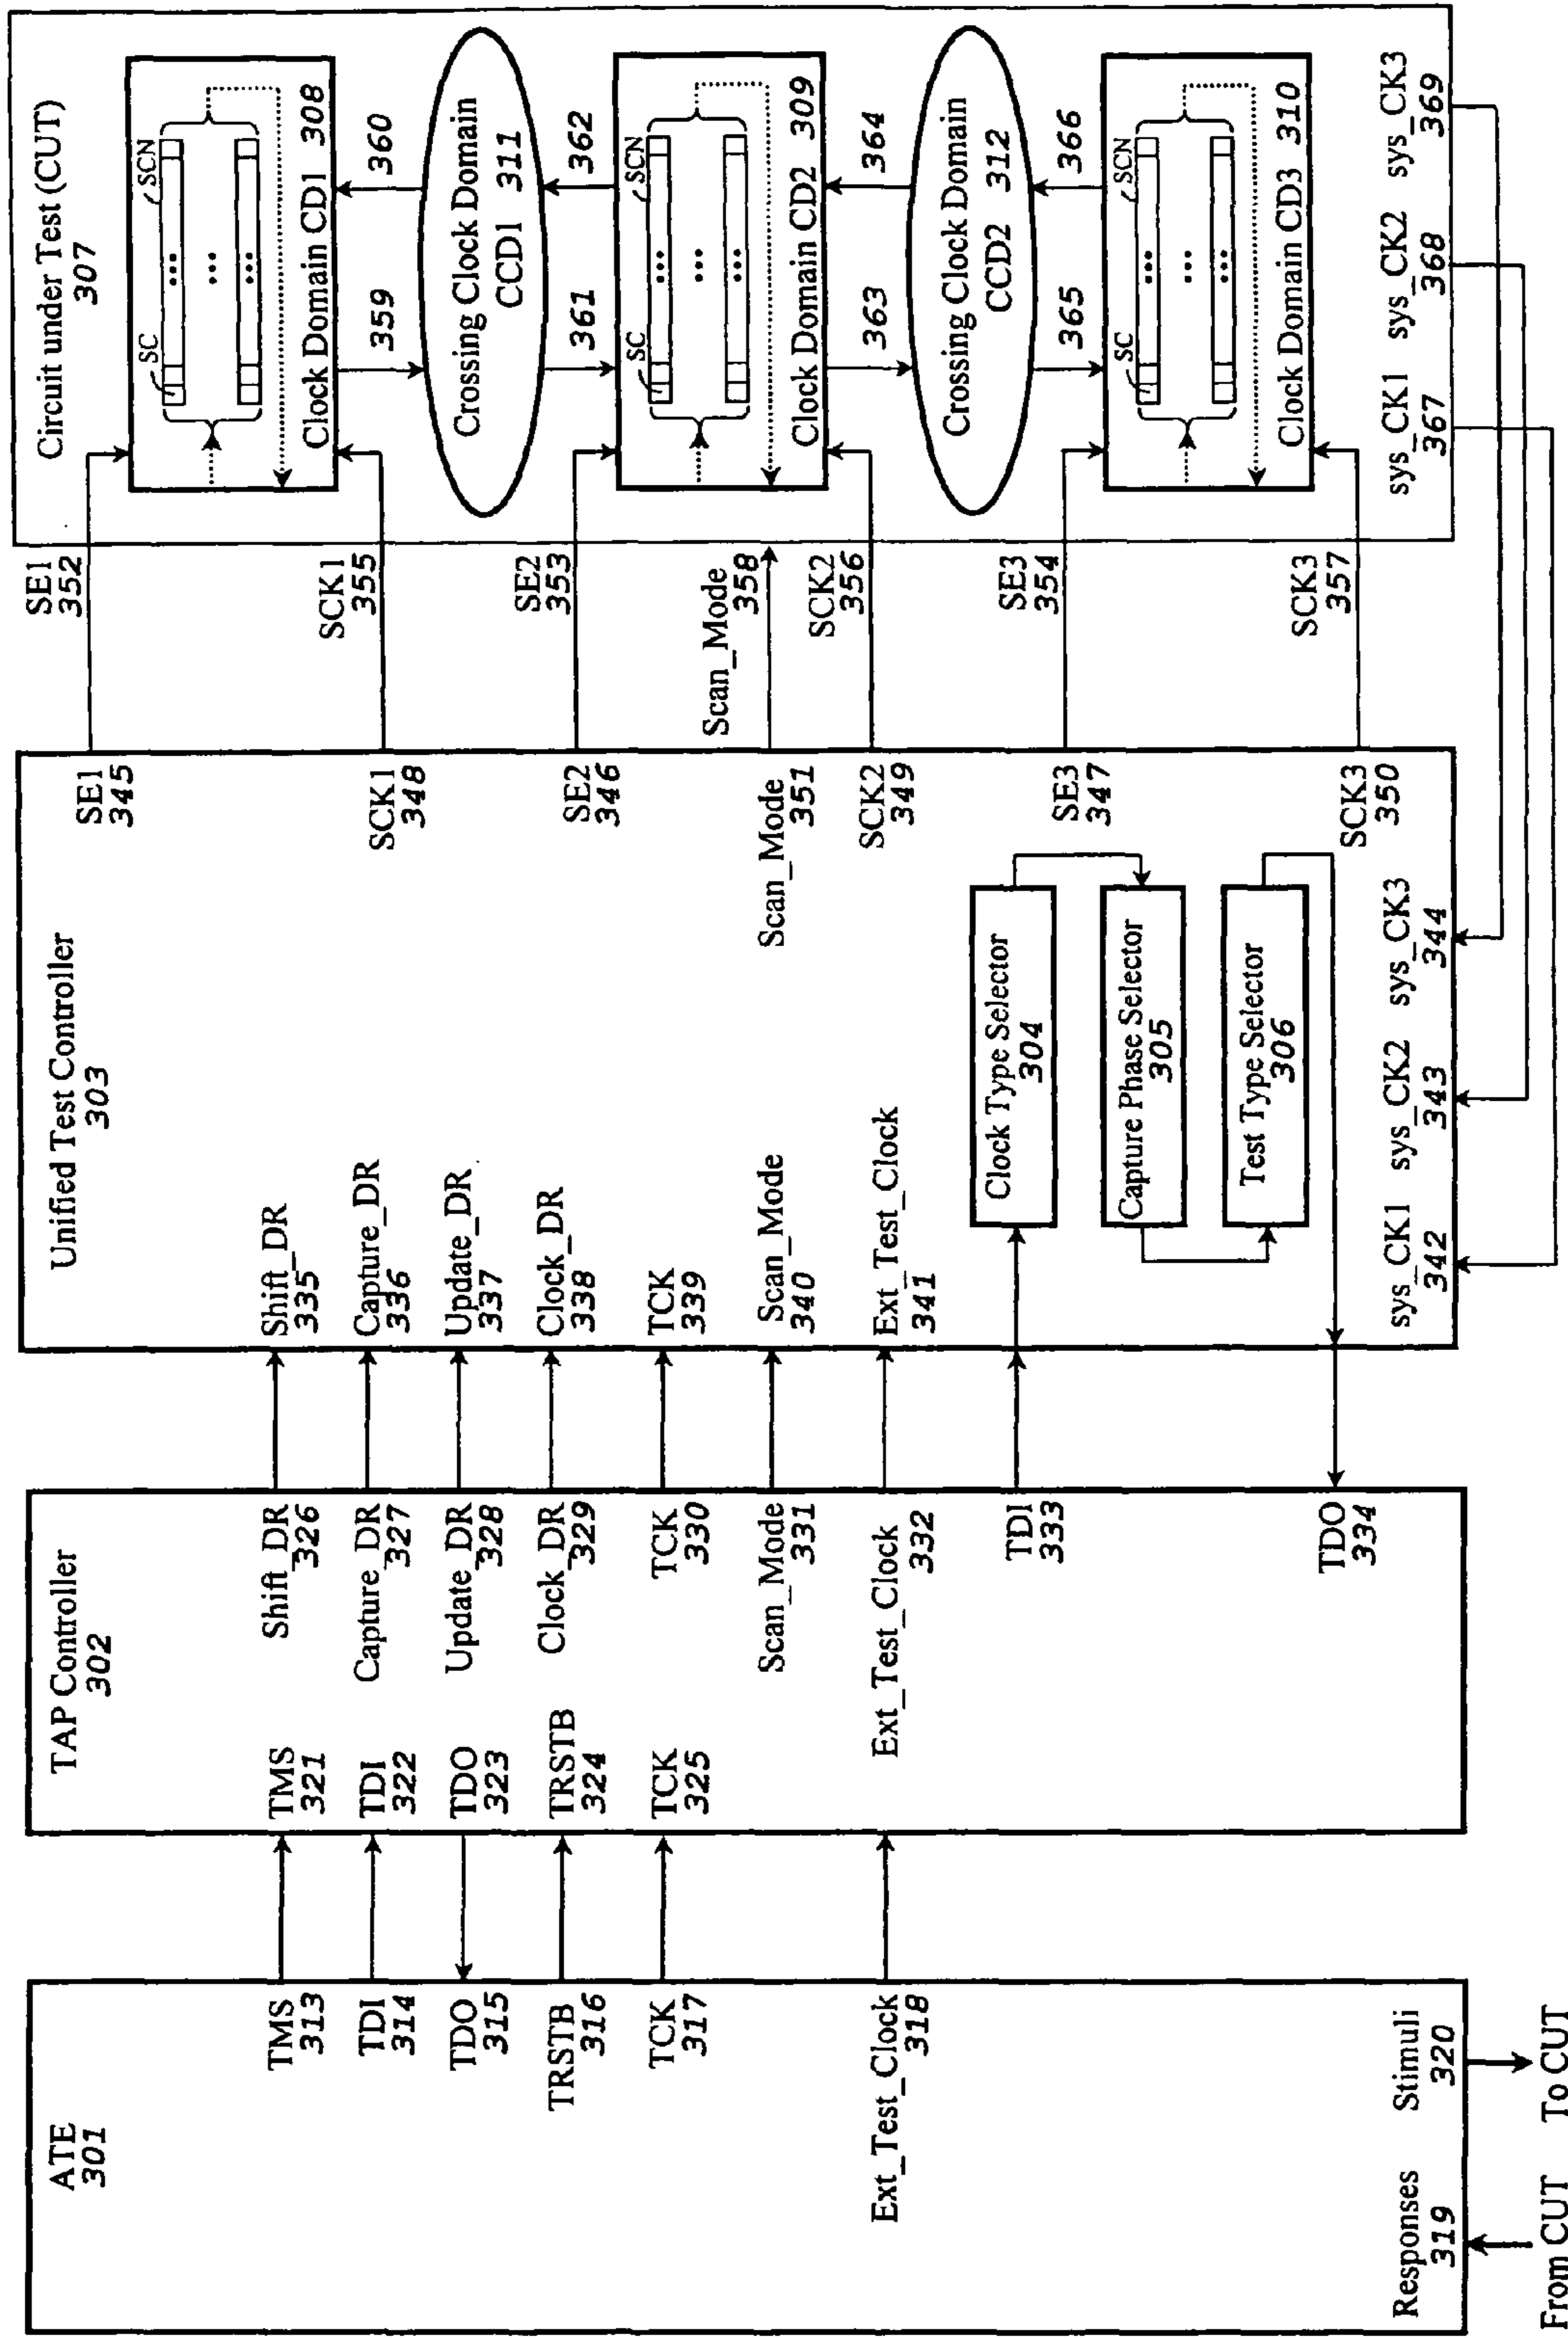 ATE
301
TMS
313
TDI
314
TDO
315
TRSTB
316
TCK
317
Ext_Test_Clock
318
Responses
319
Stimuli
320
From CUT
To CUT
TAP Controller
302
TMS
321
TDI
322
TDO
323
TRSTB
324
TCK
325
Shift_DR
326
Capture_DR
327
Update_DR
328
Clock_DR
329
TCK
330
Scan_Mode
331
Ext_Test_Clock
332
TDI
333
TDO
334
Unified Test Controller
303
Shift_DR
335
Capture_DR
336
Update_DR
337
Clock_DR
338
TCK
339
Scan_Mode
340
Ext_Test_Clock
341
Clock Type Selector
304
Capture Phase Selector
305
Test Type Selector
306
sys_CK1
342
sys_CK2
343
sys_CK3
344
SE1
345
SCK1
348
SE2
346
Scan_Mode
351
SCK2
349
SE3
347
SCK3
350
SE1
352
SCK1
355
SE2
353
Scan_Mode
358
SCK2
356
SE3
354
SCK3
357
Circuit under Test (CUT)
307
SC
SCN
Clock Domain CD1 308
359
360
Crossing Clock Domain
CCD1 311
361
362
SC
SCN
Clock Domain CD2 309
363
364
Crossing Clock Domain
CCD2 312
365
366
SC
SCN
Clock Domain CD3 310
sys_CK1
367
sys_CK2
368
sys_CK3
369